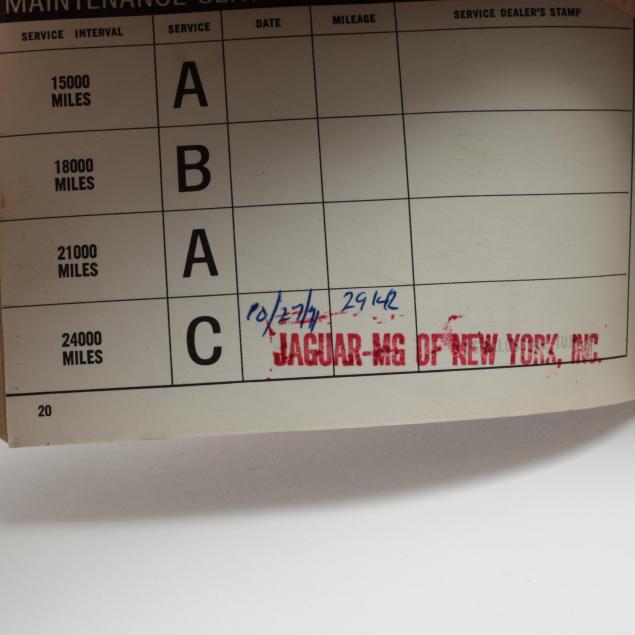 MAINTENANCE
SERVICE INTERVAL SERVICE DATE MILEAGE SERVICE DEALER'S STAMP
15000
MILES
A
18000
MILES
B
21000
MILES
A
24000
MILES
C
10/27/71
JAGUAR-MG OF NEW YORK, INC.
20